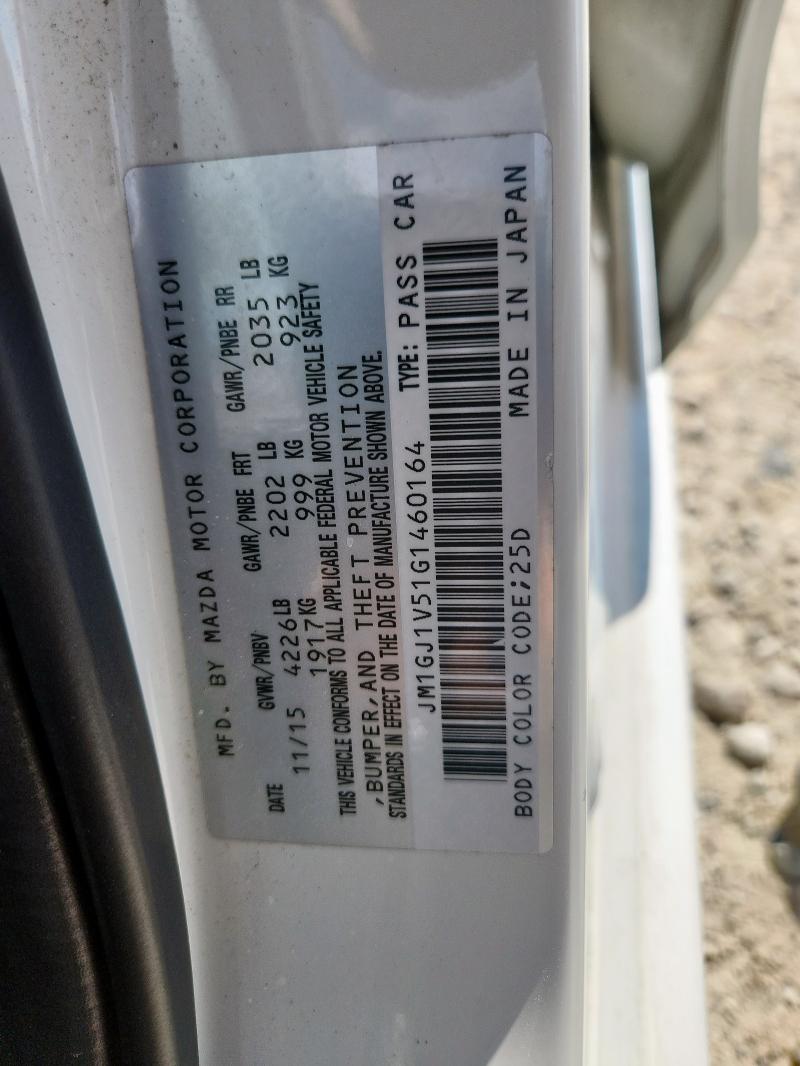 MFD. BY MAZDA MOTOR CORPORATION
GVWR/PNBV GAWR/PNBE FRT GAWR/PNBE RR
DATE 11/15 4226LB 2202 LB 2035 LB
1917KG 999 KG 923 KG
THIS VEHICLE CONFORMS TO ALL APPLICABLE FEDERAL MOTOR VEHICLE SAFETY
,BUMPER,AND THEFT PREVENTION
STANDARDS IN EFFECT ON THE DATE OF MANUFACTURE SHOWN ABOVE.
JM1GJ1V51G1460164 TYPE: PASS CAR
BODY COLOR CODE;25D MADE IN JAPAN